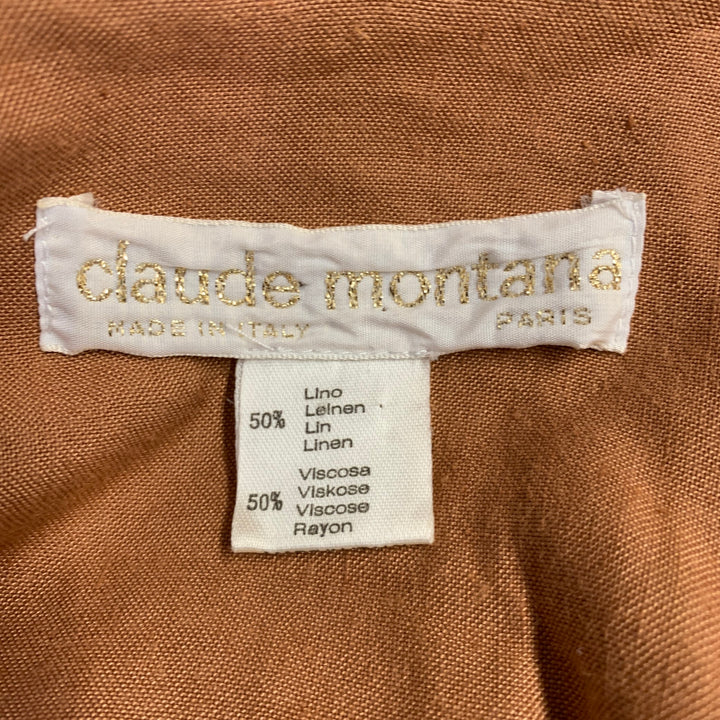 claude montana
MADE IN ITALY PARIS
50% Lino
Leinen
Lin
Linen
50% Viscosa
Viskose
Viscose
Rayon